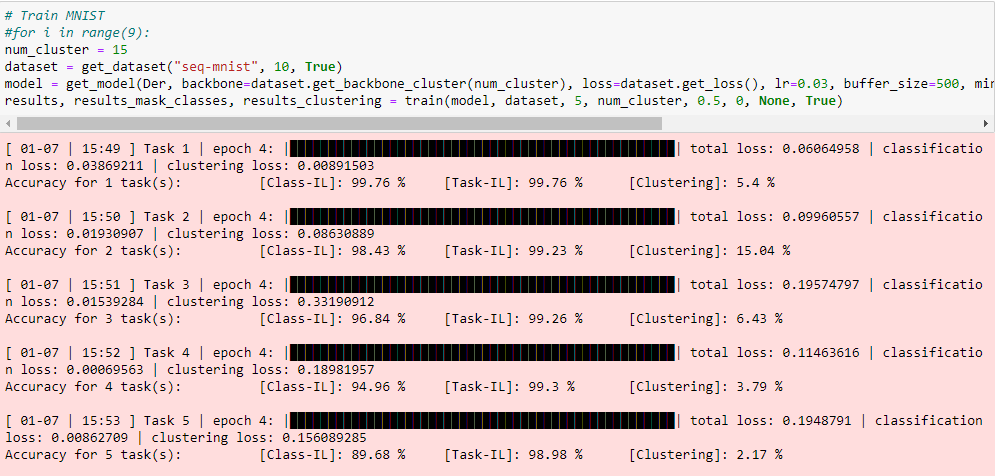 # Train MNIST
#for i in range(9):
num_cluster = 15
dataset = get_dataset("seq-mnist", 10, True)
model = get_model(Der, backbone=dataset.get_backbone_cluster(num_cluster), loss=dataset.get_loss(), lr=0.03, buffer_size=500, min
results, results_mask_classes, results_clustering = train(model, dataset, 5, num_cluster, 0.5, 0, None, True)
[ 01-07 | 15:49 ] Task 1 | epoch 4: || total loss: 0.06064958 | classificatio
n loss: 0.03869211 | clustering loss: 0.00891503
Accuracy for 1 task(s): [Class-IL]: 99.76 % [Task-IL]: 99.76 % [Clustering]: 5.4 %
[ 01-07 | 15:50 ] Task 2 | epoch 4: || total loss: 0.09960557 | classificatio
n loss: 0.01930907 | clustering loss: 0.08630889
Accuracy for 2 task(s): [Class-IL]: 98.43 % [Task-IL]: 99.23 % [Clustering]: 15.04 %
[ 01-07 | 15:51 ] Task 3 | epoch 4: || total loss: 0.19574797 | classificatio
n loss: 0.01539284 | clustering loss: 0.33190912
Accuracy for 3 task(s): [Class-IL]: 96.84 % [Task-IL]: 99.26 % [Clustering]: 6.43 %
[ 01-07 | 15:52 ] Task 4 | epoch 4: || total loss: 0.11463616 | classificatio
n loss: 0.00069563 | clustering loss: 0.18981957
Accuracy for 4 task(s): [Class-IL]: 94.96 % [Task-IL]: 99.3 % [Clustering]: 3.79 %
[ 01-07 | 15:53 ] Task 5 | epoch 4: || total loss: 0.1948791 | classification
loss: 0.00862709 | clustering loss: 0.156089285
Accuracy for 5 task(s): [Class-IL]: 89.68 % [Task-IL]: 98.98 % [Clustering]: 2.17 %